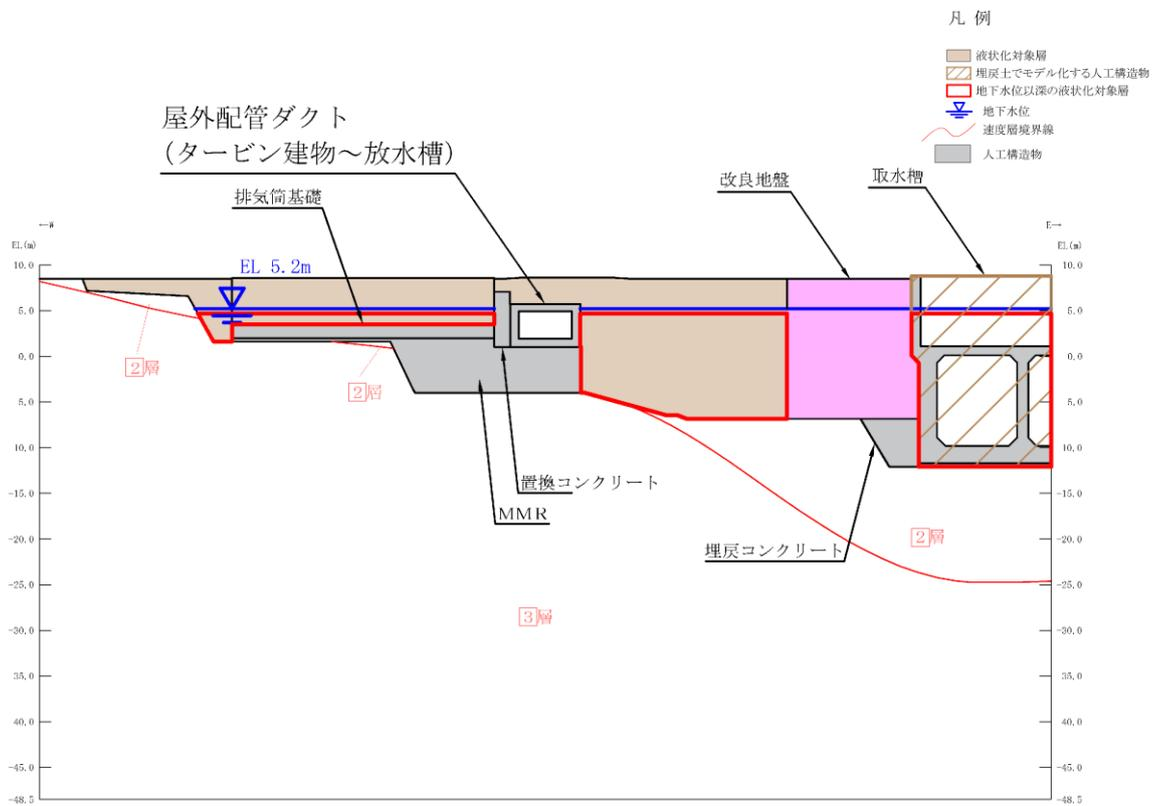 凡 例
液状化対象層
埋戻土でモデル化する人工構造物
地下水位以深の液状化対象層
地下水位
速度層境界線
人工構造物
屋外配管ダクト
(タービン建物～放水槽)
排気筒基礎
改良地盤
取水槽
←W
E→
EL(m)
EL(m)
EL 5.2m
10.0
5.0
0.0
5.0
10.0
-15.0
-20.0
-25.0
-30.0
35.0
40.0
-45.0
-48.5
10.0
5.0
0.0
5.0
10.0
-15.0
-20.0
-25.0
-30.0
35.0
40.0
-45.0
-48.5
2層
2層
置換コンクリート
MMR
埋戻コンクリート
2層
3層